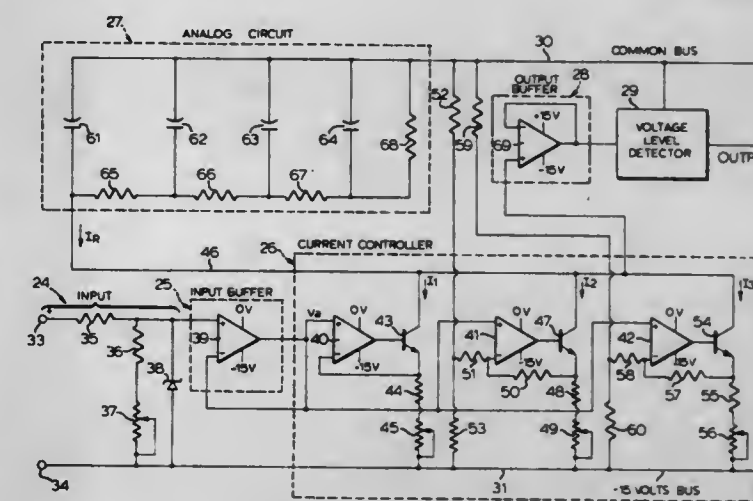 27
ANALOG CIRCUIT
30
COMMON BUS
OUTPUT
BUFFER
28
29
52
59
+15V
69
-15V
VOLTAGE
LEVEL
DETECTOR
61
62
63
64
68
65
66
67
IR
46
26
CURRENT CONTROLLER
24
INPUT
25
INPUT BUFFER
I1
I2
I3
33
35
36
37
38
39
0V
-15V
Va
40
0V
-15V
43
44
45
41
0V
-15V
47
51
50
48
49
53
42
0V
15V
54
58
57
55
56
60
34
31
-15 VOLTS BUS